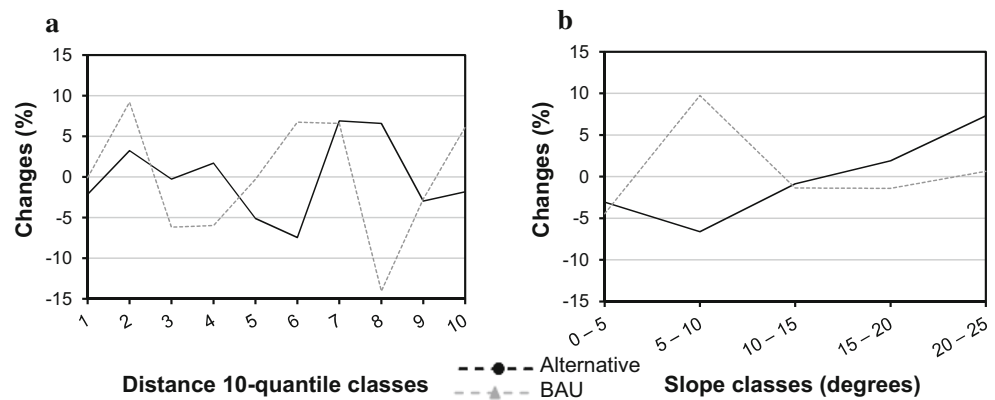 a
15
10
5
0
-5
-10
-15
Changes (%)
1 2 3 4 5 6 7 8 9 10
Distance 10-quantile classes
b
15
10
5
0
-5
-10
-15
Changes (%)
0 – 5 5 – 10 10 – 15 15 – 20 20 – 25
Slope classes (degrees)
Alternative
BAU